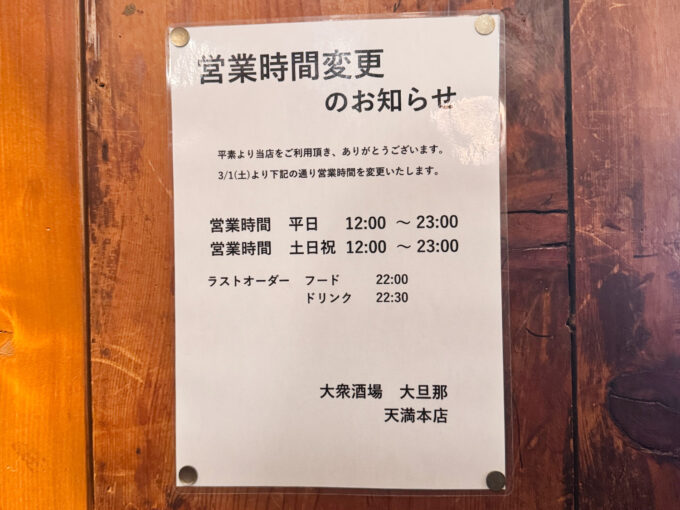 営業時間変更
のお知らせ
平素より当店をご利用頂き、ありがとうございます。
3/1(土)より下記の通り営業時間を変更いたします。
営業時間 平日 12:00 ～ 23:00
営業時間 土日祝 12:00 ～ 23:00
ラストオーダー フード 22:00
ドリンク 22:30
大衆酒場 大旦那
天満本店